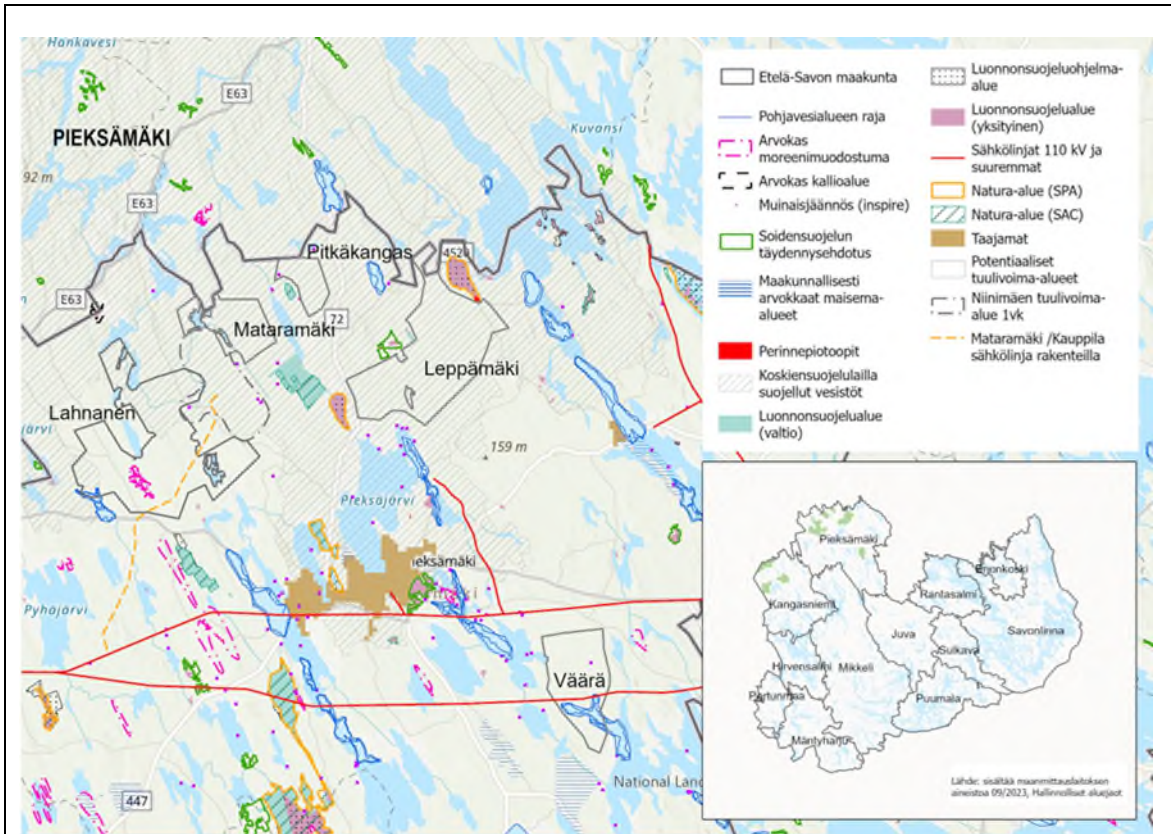 Hankavesi
E63
E63
PIEKSÄMÄKI
Kuvansi
92 m
E63
Pitkäkangas
E63
72
Mataramäki
Leppämäki
Lahnanen
159 m
Pieksäjärvi
ieksämäki
Pyhäjärvi
Väärä
447
National Land
Etelä-Savon maakunta
Pohjavesialueen raja
Arvokas
moreenimuodostuma
Arvokas kallioalue
Muinaisjäännös (inspire)
Soidensuojelun
täydennysehdotus
Maakunnallisesti
arvokkaat maisema-
alueet
Perinnepiotoopit
Koskiensuojelulailla
suojellut vesistöt
Luonnonsuojelualue
(valtio)
Luonnonsuojeluohjelma-
alue
Luonnonsuojelualue
(yksityinen)
Sähkölinjat 110 kV ja
suuremmat
Natura-alue (SPA)
Natura-alue (SAC)
Taajamat
Potentiaaliset
tuulivoima-alueet
Niinimäen tuulivoima-
alue 1vk
Mataramäki /Kauppila
sähkölinja rakenteilla
Pieksämäki
Enonkoski
Rantasalmi
Kangasniemi
Savonlinna
Juva
Sulkava
Hirvensalmi
Mikkeli
Pertunmaa
Puumala
Mäntyharju
Lähde: sisältää maanmittauslaitoksen
aineistoa 09/2023, Hallinnolliset aluejaot